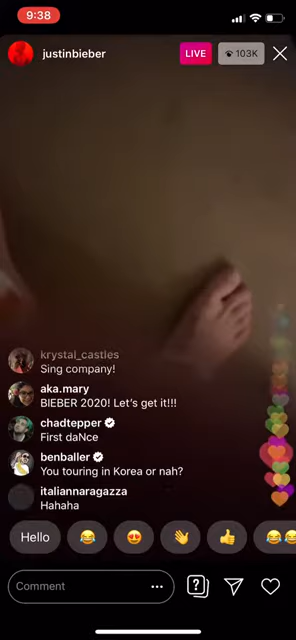 9:38
justinbieber
LIVE
103K
krystal_castles
Sing company!
aka.mary
BIEBER 2020! Let's get it!!!
chadtepper
First daNce
benballer
You touring in Korea or nah?
italiannaragazza
Hahaha
Hello
Comment